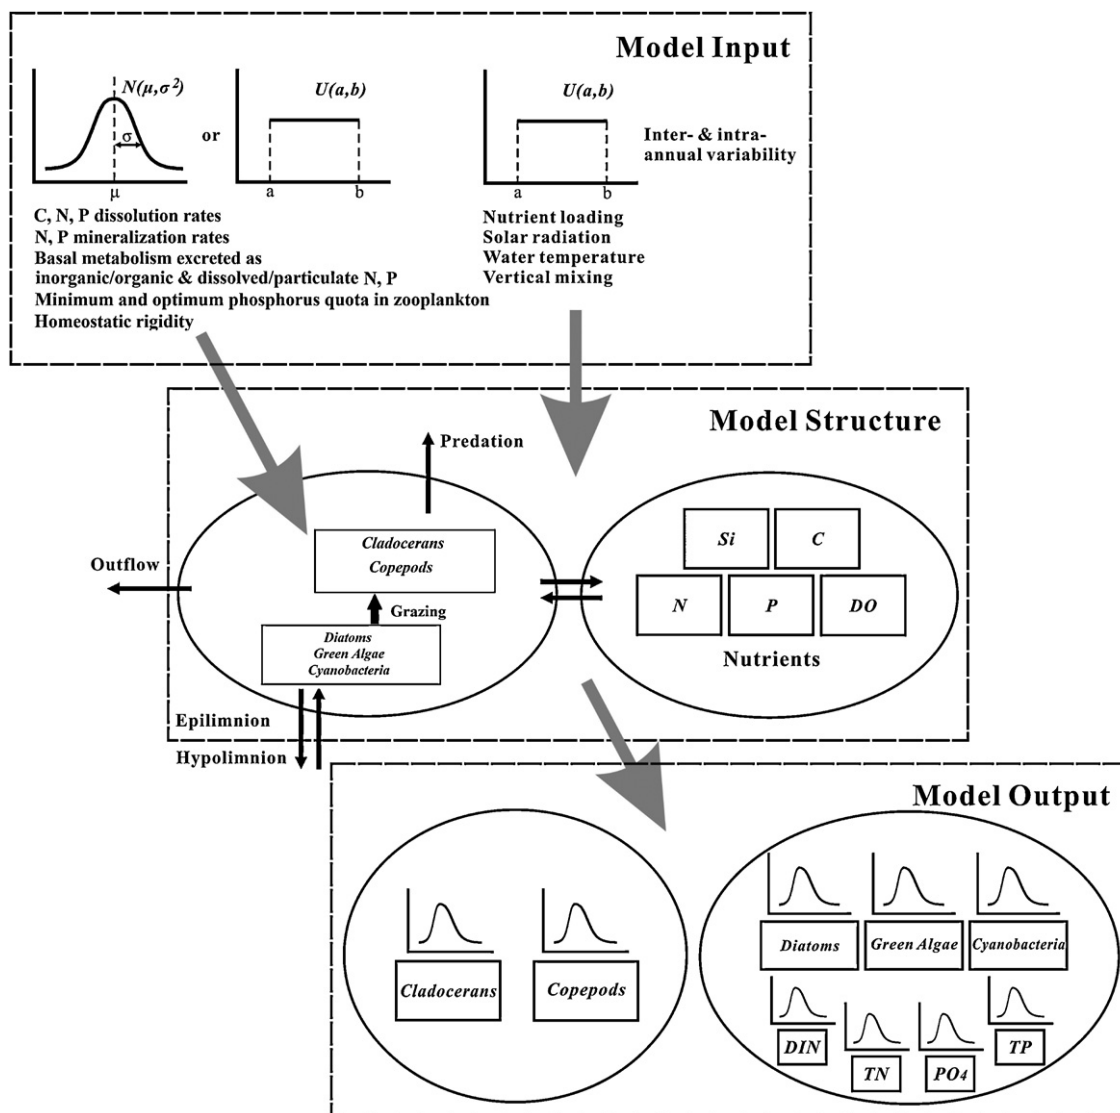 Model Input
N(μ,σ²)
σ
μ
or
U(a,b)
a b
U(a,b)
a b
Inter- & intra-
annual variability
C, N, P dissolution rates
N, P mineralization rates
Basal metabolism excreted as
inorganic/organic & dissolved/particulate N, P
Minimum and optimum phosphorus quota in zooplankton
Homeostatic rigidity
Nutrient loading
Solar radiation
Water temperature
Vertical mixing
Model Structure
Predation
Outflow
Cladocerans
Copepods
Grazing
Diatoms
Green Algae
Cyanobacteria
Epilimnion
Hypolimnion
Si C
N P DO
Nutrients
Model Output
Cladocerans Copepods
Diatoms Green Algae Cyanobacteria
DIN TN PO4 TP